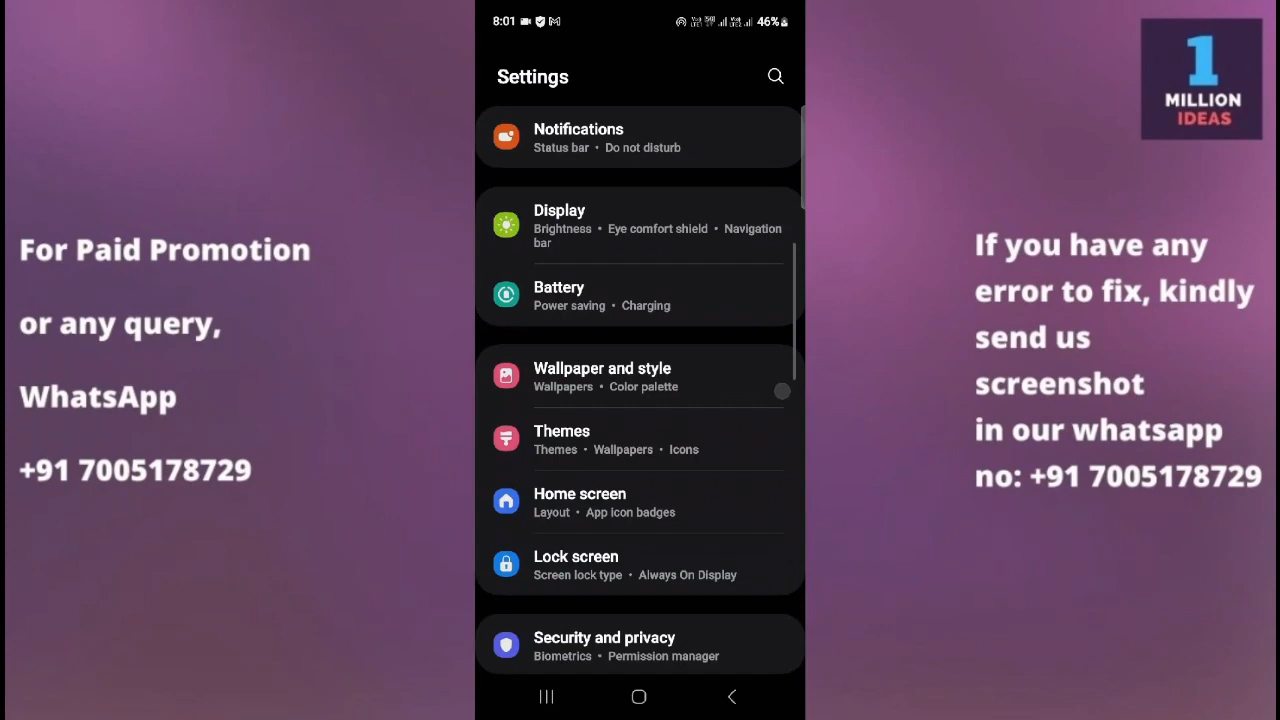 For Paid Promotion
or any query,
WhatsApp
+91 7005178729
8:01
46%
Settings
Notifications
Status bar • Do not disturb
Display
Brightness • Eye comfort shield • Navigation
bar
Battery
Power saving • Charging
Wallpaper and style
Wallpapers • Color palette
Themes
Themes • Wallpapers • Icons
Home screen
Layout • App icon badges
Lock screen
Screen lock type • Always On Display
Security and privacy
Biometrics • Permission manager
1
MILLION
IDEAS
If you have any
error to fix, kindly
send us
screenshot
in our whatsapp
no: +91 7005178729